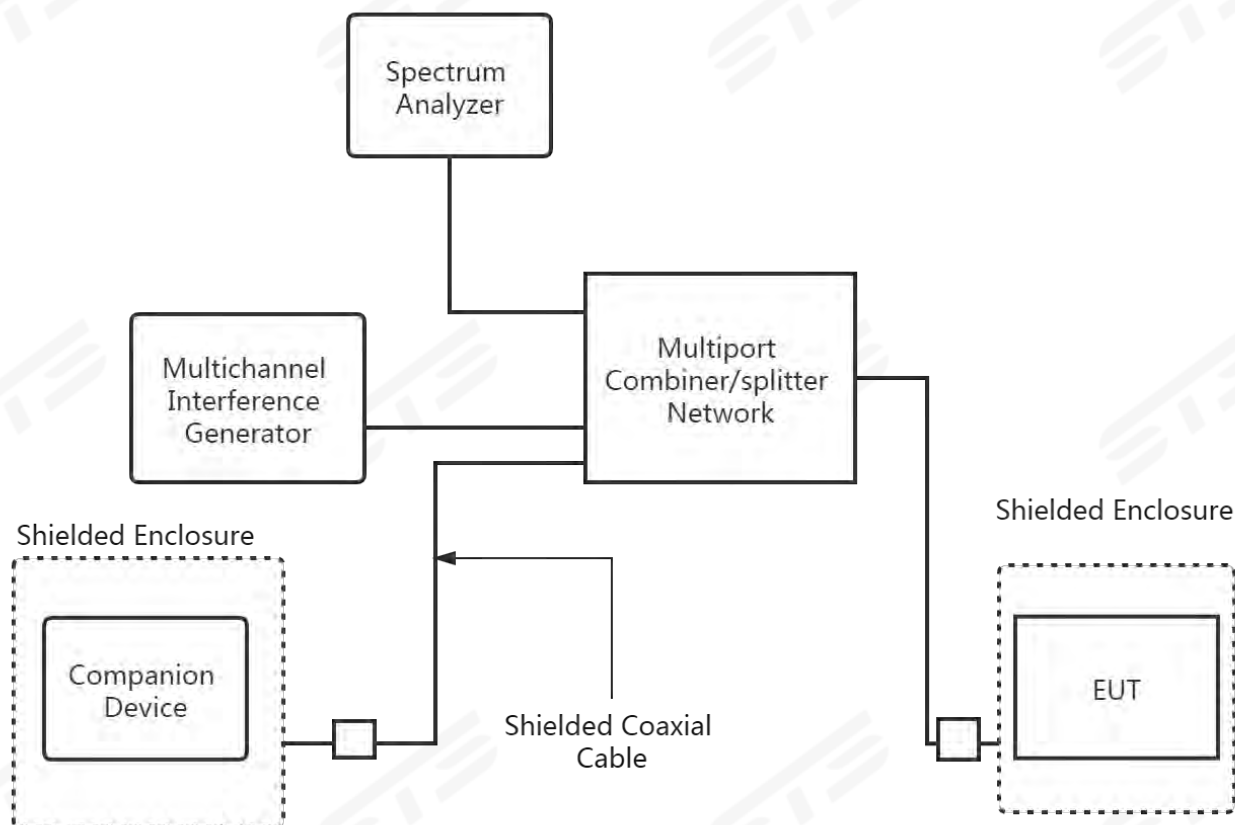 Spectrum
Analyzer
Multichannel
Interference
Generator
Multiport
Combiner/splitter
Network
Shielded Enclosure
Companion
Device
Shielded Coaxial
Cable
Shielded Enclosure
EUT